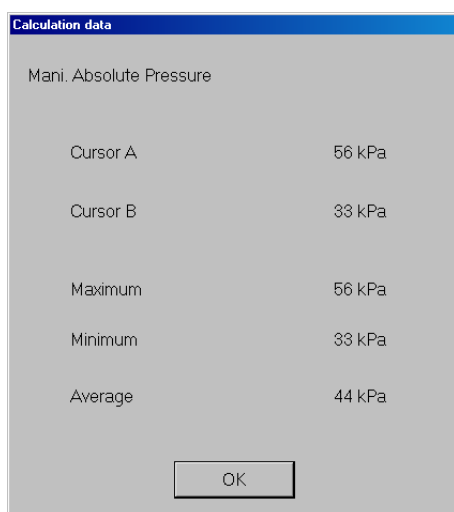 Calculation data
Mani. Absolute Pressure
Cursor A 56 kPa
Cursor B 33 kPa
Maximum 56 kPa
Minimum 33 kPa
Average 44 kPa
OK